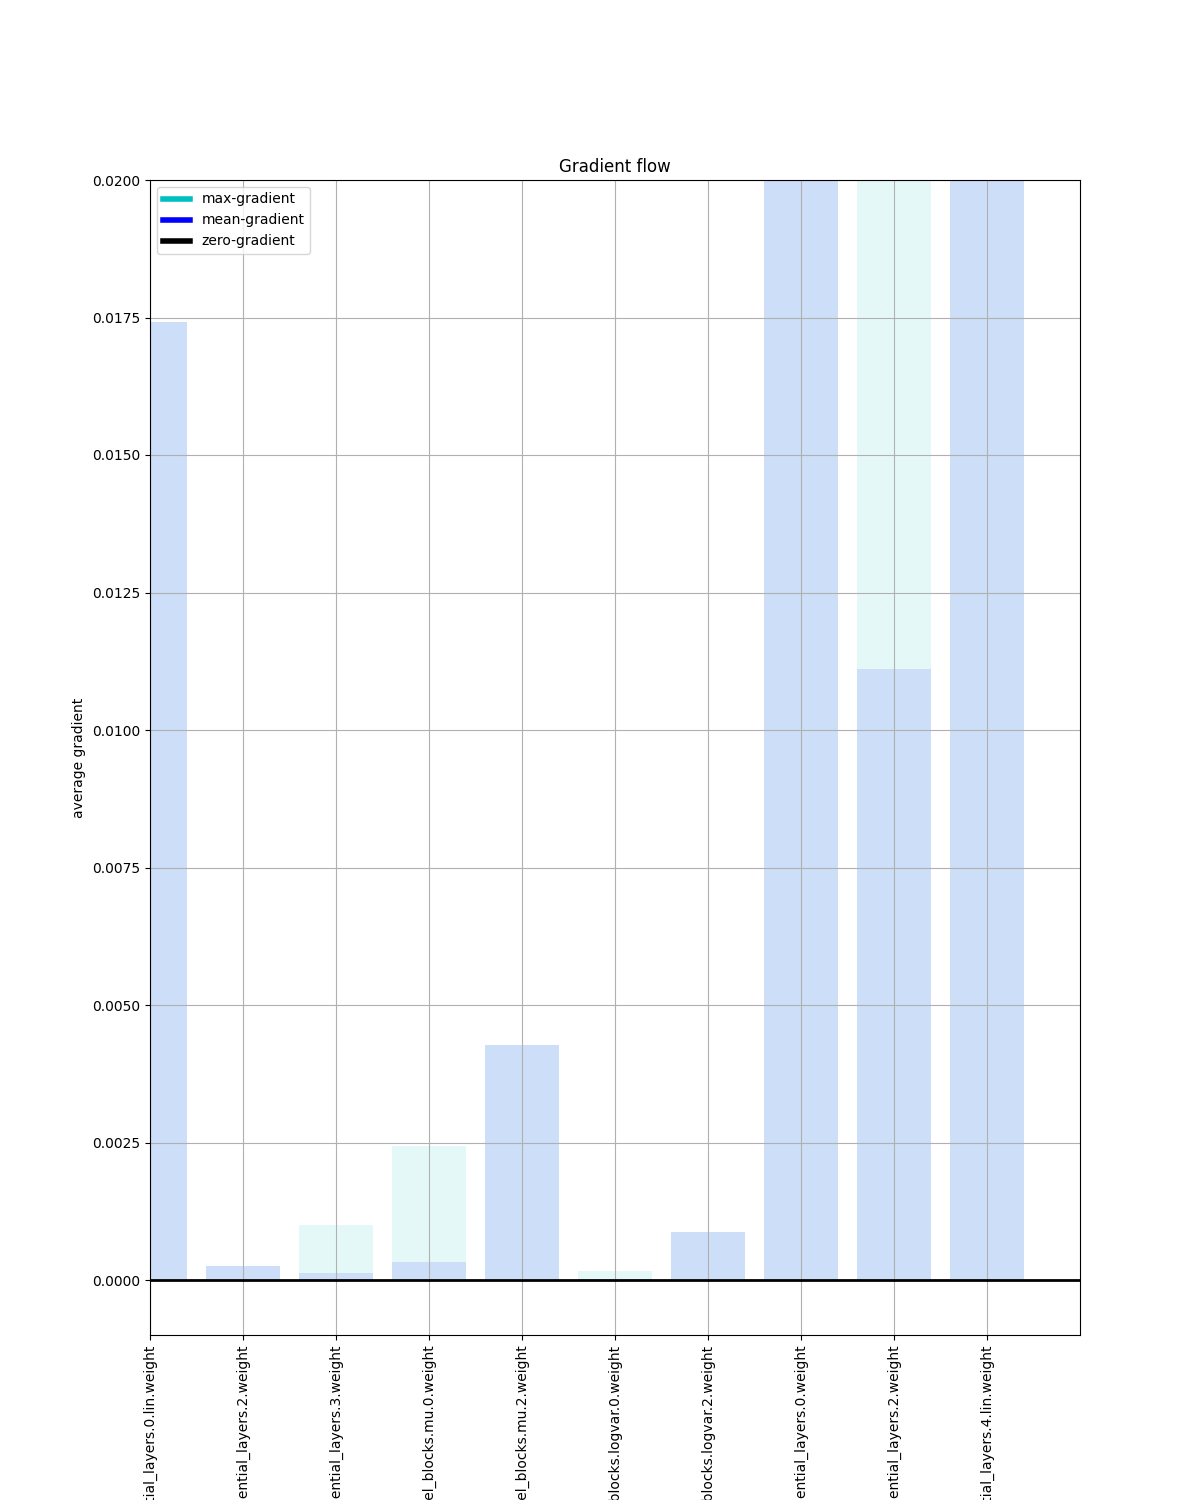 Gradient flow
max-gradient
mean-gradient
zero-gradient
0.0200
0.0175
0.0150
0.0125
0.0100
0.0075
0.0050
0.0025
0.0000
average gradient
tial_layers.0.lin.weight
ential_layers.2.weight
ential_layers.3.weight
el_blocks.mu.0.weight
el_blocks.mu.2.weight
blocks.logvar.0.weight
blocks.logvar.2.weight
ential_layers.0.weight
ential_layers.2.weight
tial_layers.4.lin.weight